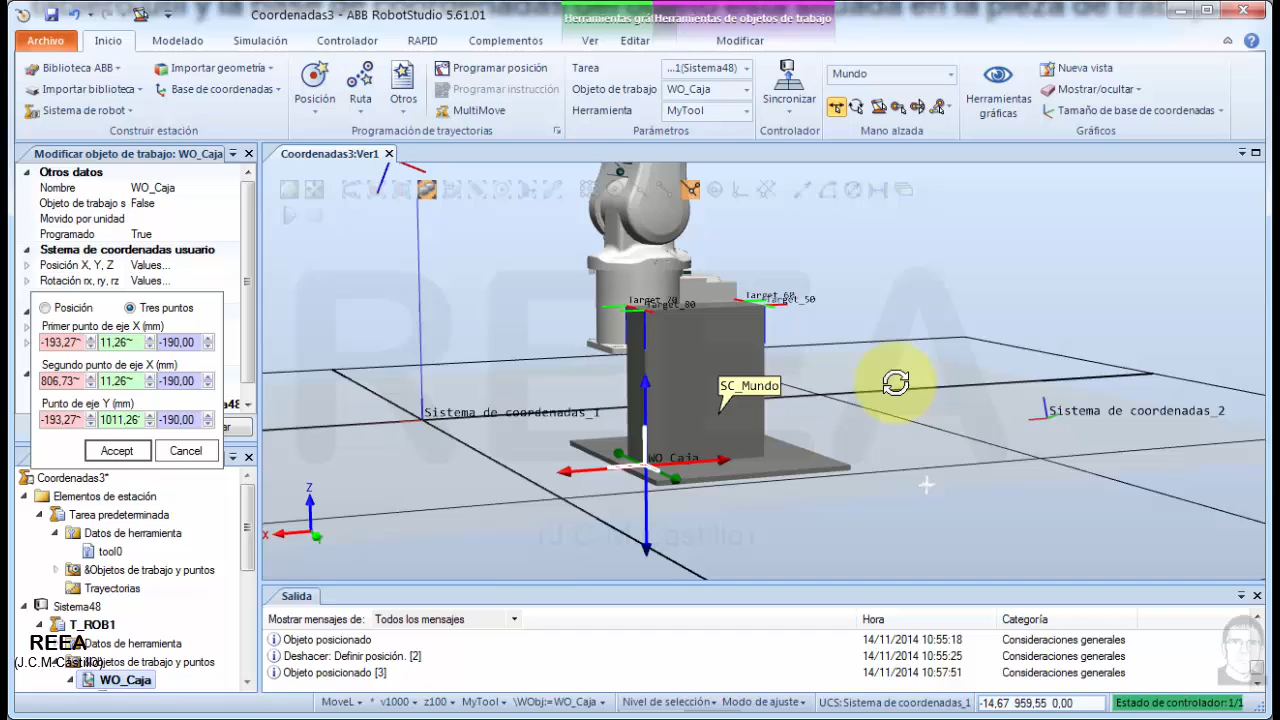 Coordenadas3 - ABB RobotStudio 5.61.01
Herramientas grá Herramientas de objetos de trabajo
Archivo Inicio Modelado Simulación Controlador RAPID Complementos Ver Editar Modificar
Biblioteca ABB Importar geometría Programar posición Tarea ...1(Sistema48) Mundo Nueva vista
Importar biblioteca Base de coordenadas Programar instrucción Objeto de trabajo WO_Caja Mostrar/ocultar
Posición Ruta Otros Sincronizar Herramientas gráficas
Sistema de robot MultiMove Herramienta MyTool Tamaño de base de coordenadas
Construir estación Programación de trayectorias Parámetros Controlador Mano alzada Gráficos
Modificar objeto de trabajo: WO_Caja
Coordenadas3:Ver1
Otros datos
Nombre WO_Caja
Objeto de trabajo s False
Movido por unidad
Programado True
Sstema de coordenadas usuario
Posición X, Y, Z Values...
Rotación rx, ry, rz Values...
Posición Tres puntos
Primer punto de eje X (mm)
-193,27~ 11,26~ -190,00
Segundo punto de eje X (mm)
806,73~ 11,26~ -190,00
Punto de eje Y (mm)
-193,27~ 1011,26~ -190,00
Accept Cancel
Target_70
Target_80
Target_60
Target_50
SC_Mundo
Sistema de coordenadas_1
Sistema de coordenadas_2
WO_Caja
Z
X
REEA
(J.C.M-Castillo)
Coordenadas3*
Elementos de estación
Tarea predeterminada
Datos de herramienta
tool0
&Objetos de trabajo y puntos
Trayectorias
Sistema48
T_ROB1
Datos de herramienta
REEA
(J.C.M-Castillo)
Objetos de trabajo y puntos
WO_Caja
Salida
Mostrar mensajes de: Todos los mensajes Hora Categoría
Objeto posicionado 14/11/2014 10:55:18 Consideraciones generales
Deshacer: Definir posición. [2] 14/11/2014 10:55:25 Consideraciones generales
Objeto posicionado [3] 14/11/2014 10:57:51 Consideraciones generales
MoveL * v1000 z100 MyTool \WObj:=WO_Caja Nivel de selección Modo de ajuste UCS: Sistema de coordenadas_1 -14,67 959,55 0,00 Estado de controlador: 1/1